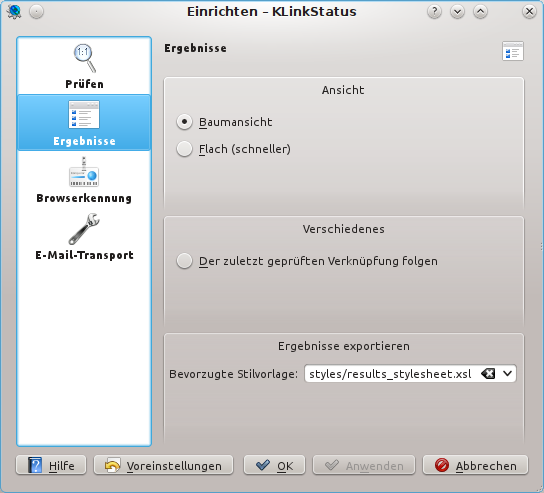 Einrichten – KLinkStatus
1:1
Prüfen
Ergebnisse
Browserkennung
E-Mail-Transport
Ergebnisse
Ansicht
Baumansicht
Flach (schneller)
Verschiedenes
Der zuletzt geprüften Verknüpfung folgen
Ergebnisse exportieren
Bevorzugte Stilvorlage: styles/results_stylesheet.xsl
Hilfe Voreinstellungen OK Anwenden Abbrechen